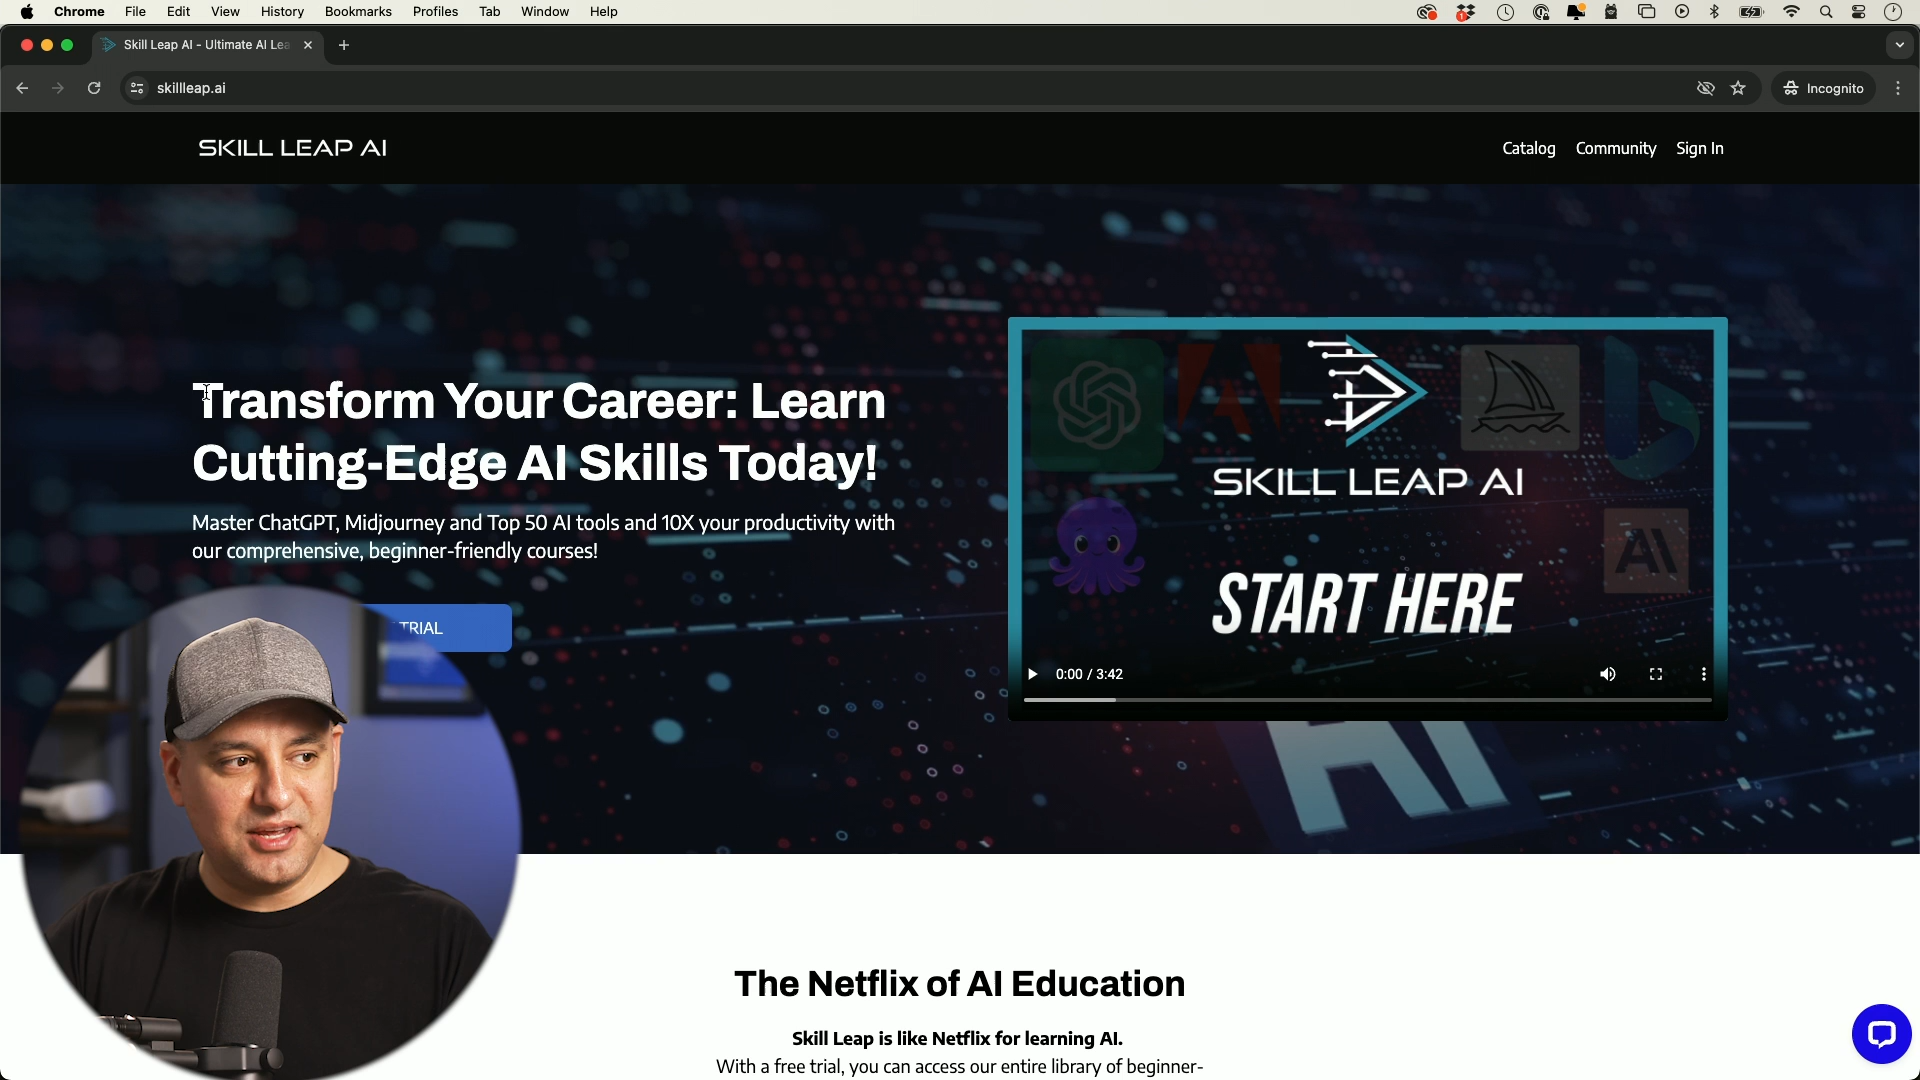 Chrome File Edit View History Bookmarks Profiles Tab Window Help
Skill Leap AI - Ultimate AI Lea
skillleap.ai
Incognito
SKILL LEAP AI
Catalog Community Sign In
Transform Your Career: Learn
Cutting-Edge AI Skills Today!
Master ChatGPT, Midjourney and Top 50 AI tools and 10X your productivity with
our comprehensive, beginner-friendly courses!
TRIAL
SKILL LEAP AI
AI
START HERE
0:00 / 3:42
AI
The Netflix of AI Education
Skill Leap is like Netflix for learning AI.
With a free trial, you can access our entire library of beginner-